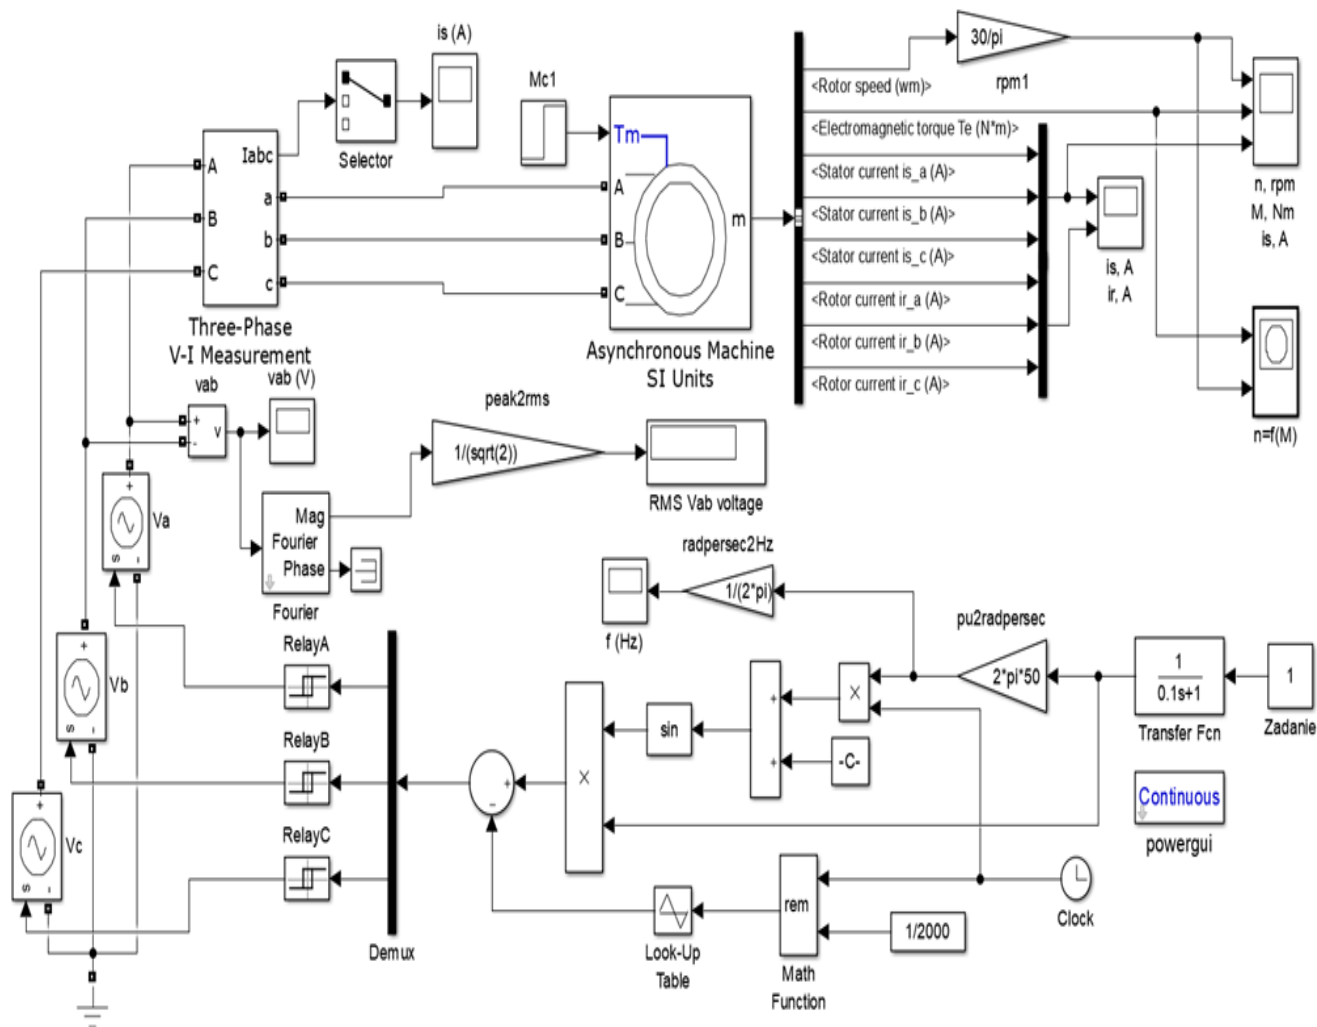 is (A)
Mc1
30/pi
rpm1
<Rotor speed (wm)>
<Electromagnetic torque Te (N*m)>
<Stator current is_a (A)>
<Stator current is_b (A)>
<Stator current is_c (A)>
<Rotor current ir_a (A)>
<Rotor current ir_b (A)>
<Rotor current ir_c (A)>
n, rpm
M, Nm
is, A
is, A
ir, A
n=f(M)
Selector
Iabc
A
B
C
a
b
c
Three-Phase
V-I Measurement
Tm
A
B
C
m
Asynchronous Machine
SI Units
vab
+
-
v
vab (V)
peak2rms
1/(sqrt(2))
RMS Vab voltage
Mag
Fourier
Phase
Fourier
+
s
-
Va
+
s
-
Vb
+
s
-
Vc
RelayA
RelayB
RelayC
Demux
radpersec2Hz
1/(2*pi)
f (Hz)
pu2radpersec
2*pi*50
1
0.1s+1
Transfer Fcn
1
Zadanie
×
sin
+
+
×
-C-
+
-
Continuous
powergui
rem
Math
Function
1/2000
Clock
Look-Up
Table